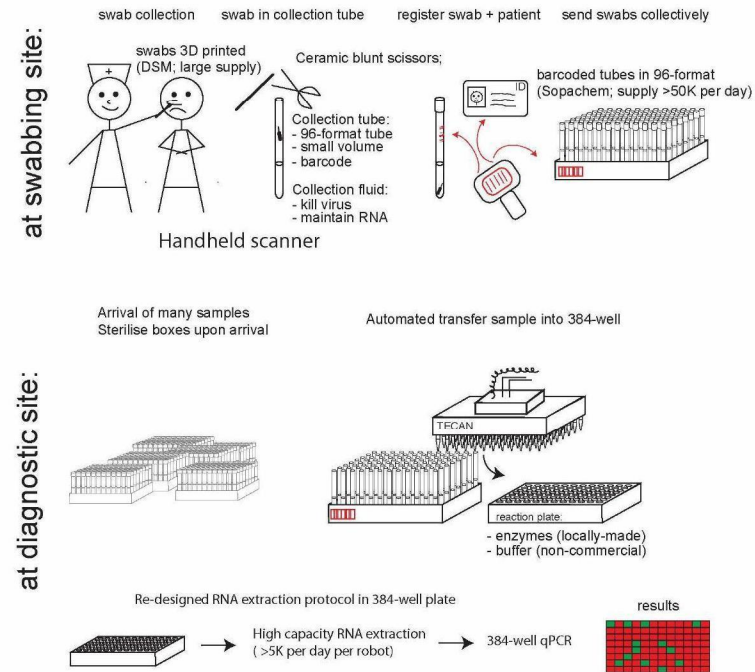 at swabbing site:
swab collection
swab in collection tube
register swab + patient
send swabs collectively
swabs 3D printed
(DSM; large supply)
Ceramic blunt scissors;
Collection tube:
- 96-format tube
- small volume
- barcode
Collection fluid:
- kill virus
- maintain RNA
ID
barcoded tubes in 96-format
(Sopachem; supply >50K per day)
Handheld scanner
at diagnostic site:
Arrival of many samples
Sterilise boxes upon arrival
Automated transfer sample into 384-well
TECAN
reaction plate:
- enzymes (locally-made)
- buffer (non-commercial)
Re-designed RNA extraction protocol in 384-well plate
High capacity RNA extraction
( >5K per day per robot)
384-well qPCR
results